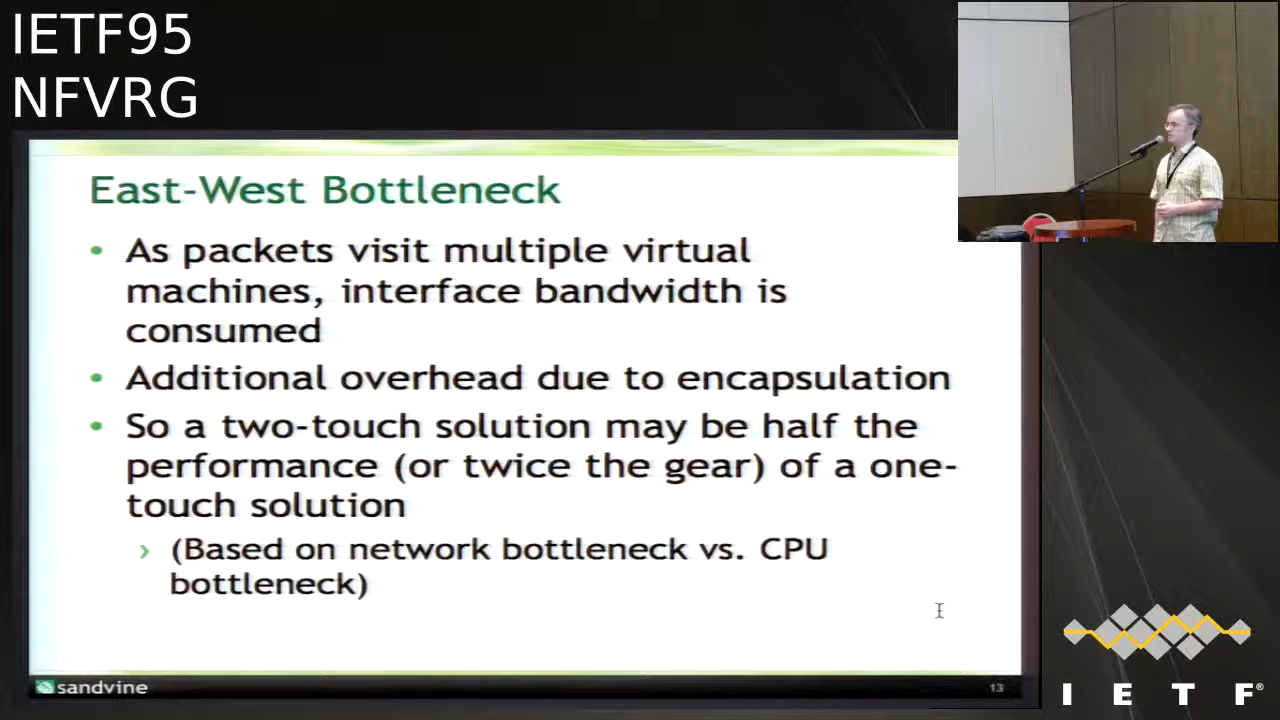 IETF95
NFVRG
East-West Bottleneck
• As packets visit multiple virtual
machines, interface bandwidth is
consumed
• Additional overhead due to encapsulation
• So a two-touch solution may be half the
performance (or twice the gear) of a one-
touch solution
› (Based on network bottleneck vs. CPU
bottleneck)
sandvine
13
I E T F®